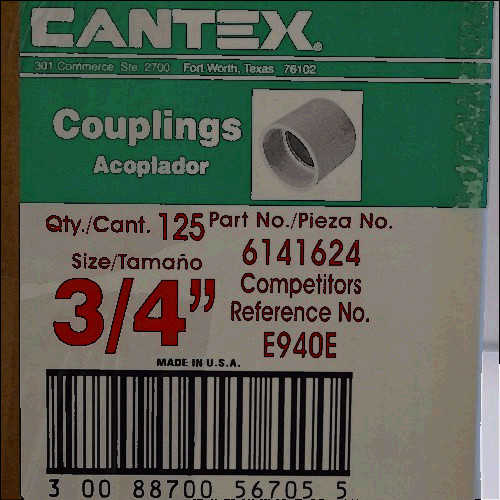 CANTEX.
301 Commerce Ste. 2700 Fort Worth, Texas 76102
Couplings
Acoplador
Qty./Cant. 125 Part No./Pieza No.
6141624
Size/Tamaño
3/4”
Competitors
Reference No.
E940E
MADE IN U.S.A.
3 00 88700 56705 5